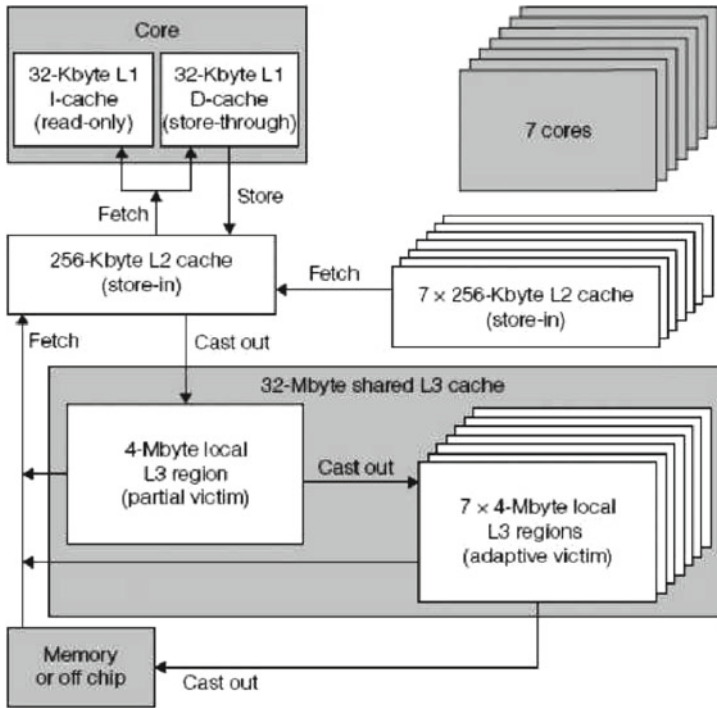 Core
32-Kbyte L1
I-cache
(read-only)
32-Kbyte L1
D-cache
(store-through)
7 cores
Fetch
Store
256-Kbyte L2 cache
(store-in)
Fetch
7 × 256-Kbyte L2 cache
(store-in)
Fetch
Cast out
32-Mbyte shared L3 cache
4-Mbyte local
L3 region
(partial victim)
Cast out
7 × 4-Mbyte local
L3 regions
(adaptive victim)
Memory
or off chip
Cast out